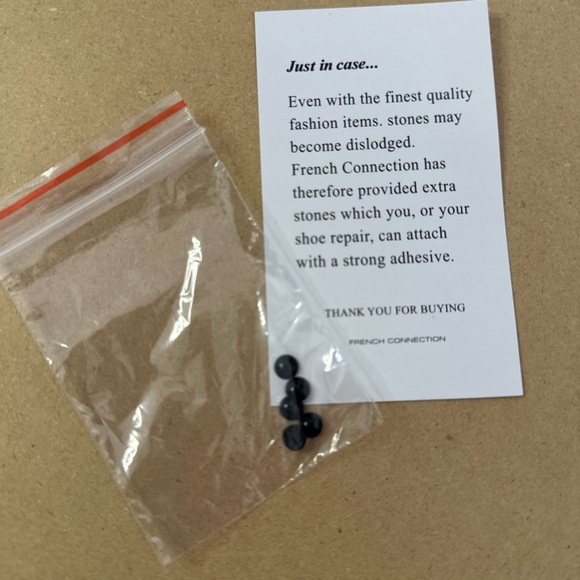 Just in case...
Even with the finest quality
fashion items. stones may
become dislodged.
French Connection has
therefore provided extra
stones which you, or your
shoe repair, can attach
with a strong adhesive.
THANK YOU FOR BUYING
FRENCH CONNECTION